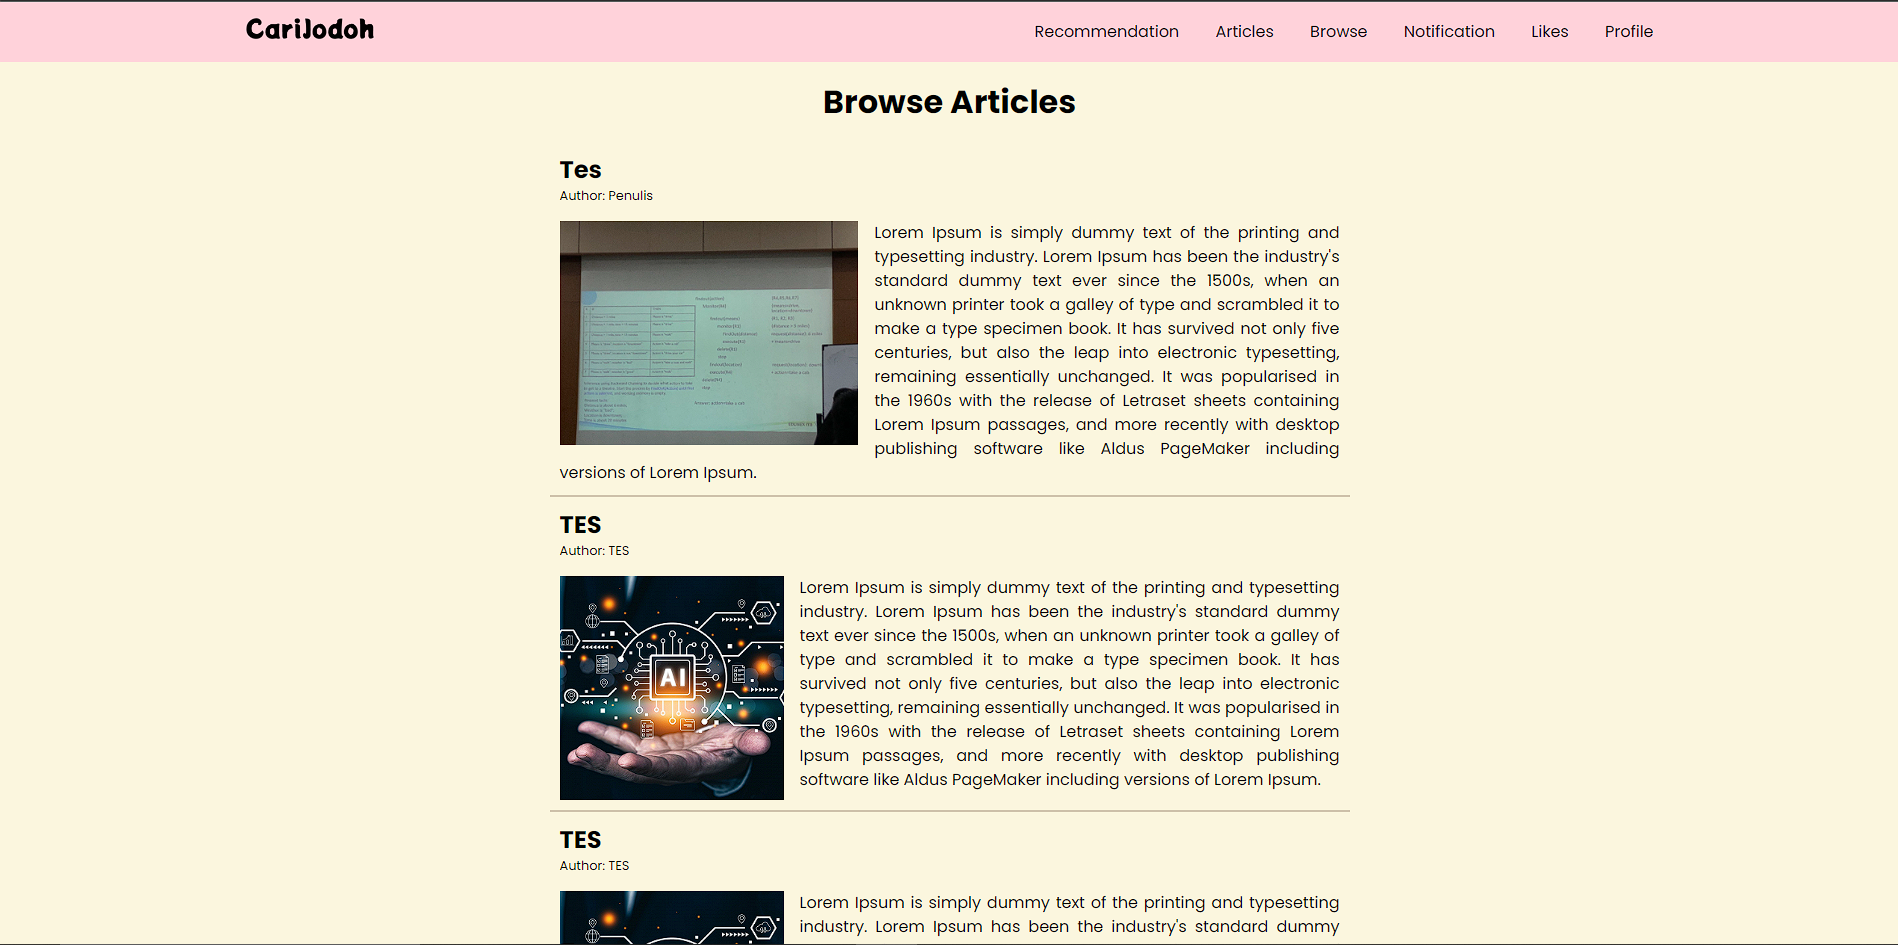 CariJodoh
Recommendation Articles Browse Notification Likes Profile
Browse Articles
Tes
Author: Penulis
Lorem Ipsum is simply dummy text of the printing and
typesetting industry. Lorem Ipsum has been the industry's
standard dummy text ever since the 1500s, when an
unknown printer took a galley of type and scrambled it to
make a type specimen book. It has survived not only five
centuries, but also the leap into electronic typesetting,
remaining essentially unchanged. It was popularised in
the 1960s with the release of Letraset sheets containing
Lorem Ipsum passages, and more recently with desktop
publishing software like Aldus PageMaker including
versions of Lorem Ipsum.
TES
Author: TES
AI
Lorem Ipsum is simply dummy text of the printing and typesetting
industry. Lorem Ipsum has been the industry's standard dummy
text ever since the 1500s, when an unknown printer took a galley of
type and scrambled it to make a type specimen book. It has
survived not only five centuries, but also the leap into electronic
typesetting, remaining essentially unchanged. It was popularised in
the 1960s with the release of Letraset sheets containing Lorem
Ipsum passages, and more recently with desktop publishing
software like Aldus PageMaker including versions of Lorem Ipsum.
TES
Author: TES
Lorem Ipsum is simply dummy text of the printing and typesetting
industry. Lorem Ipsum has been the industry's standard dummy